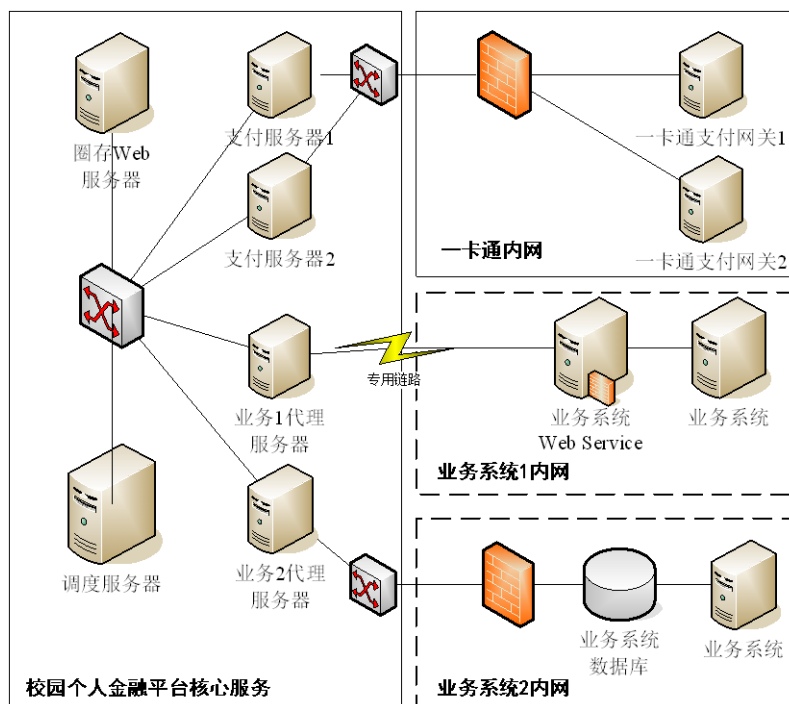 圈存Web
服务器
支付服务器1
支付服务器2
业务1代理
服务器
调度服务器
业务2代理
服务器
校园个人金融平台核心服务
一卡通支付网关1
一卡通支付网关2
一卡通内网
专用链路
业务系统
Web Service
业务系统
业务系统1内网
业务系统
数据库
业务系统
业务系统2内网